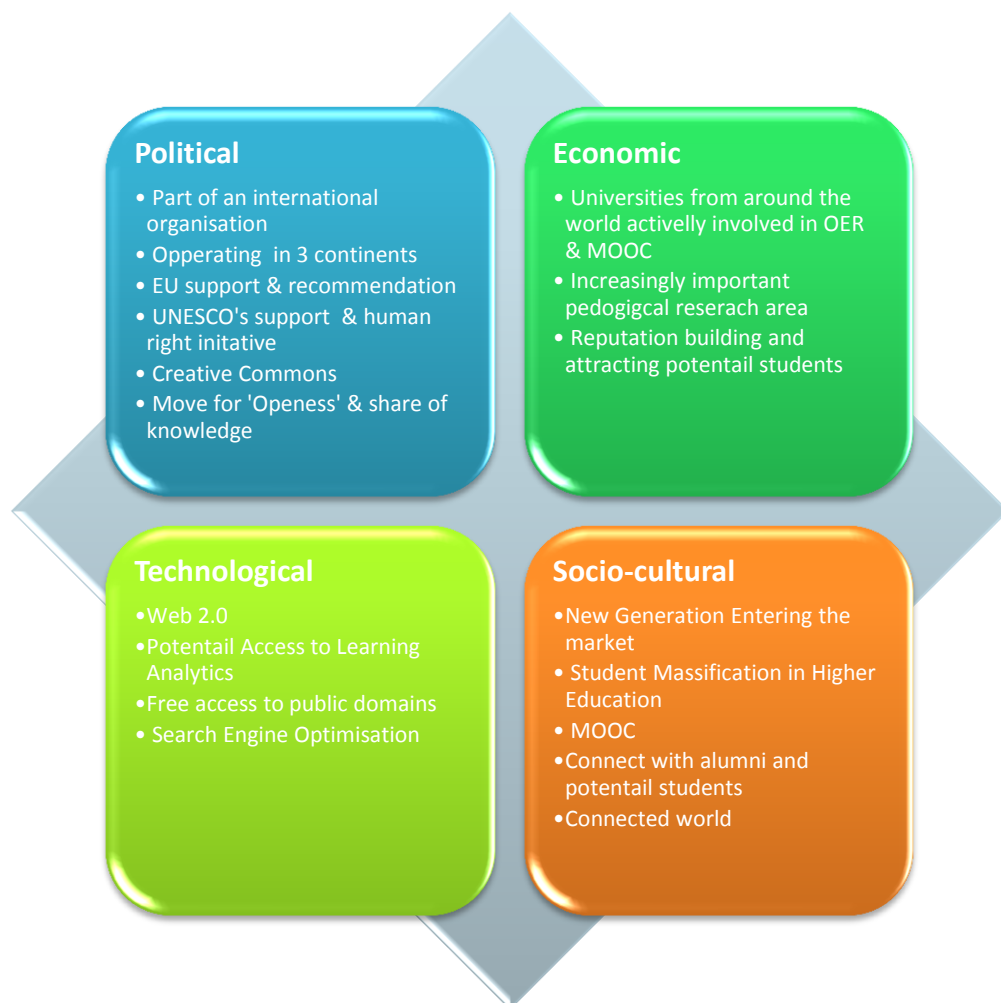 Political
• Part of an international
organisation
• Opperating  in 3 continents
• EU support & recommendation
• UNESCO's support  & human
right initative
• Creative Commons
• Move for 'Openess' & share of
knowledge
Economic
• Universities from around the
world activelly involved in OER
& MOOC
• Increasingly important
pedogigcal reserach area
• Reputation building and
attracting potentail students
Technological
•Web 2.0
•Potentail Access to Learning
Analytics
•Free access to public domains
• Search Engine Optimisation
Socio-cultural
•New Generation Entering the
market
• Student Massification in Higher
Education
• MOOC
•Connect with alumni and
potentail students
•Connected world